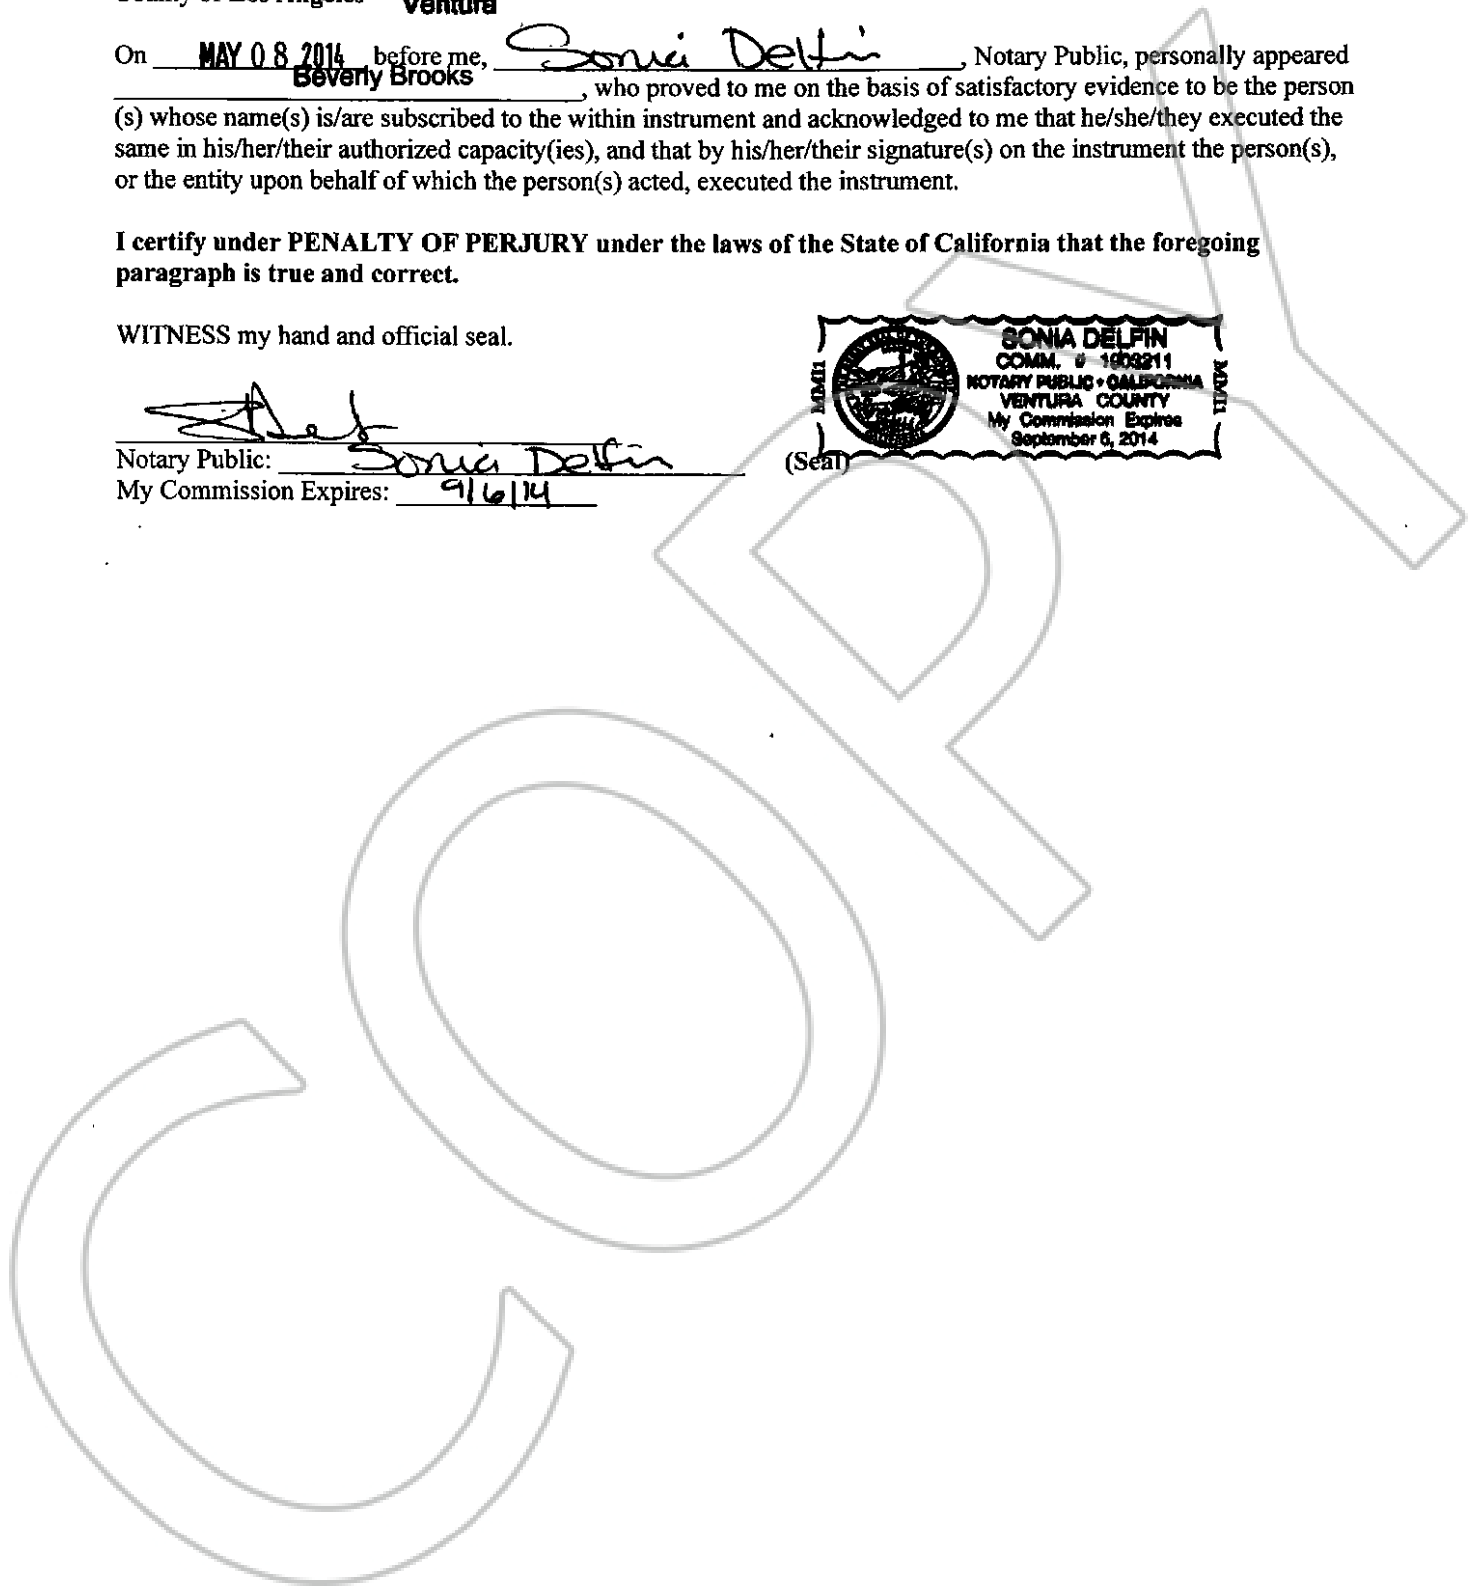 Ventura
On MAY 08 2014 before me, Sonia Delfin, Notary Public, personally appeared
Beverly Brooks, who proved to me on the basis of satisfactory evidence to be the person
(s) whose name(s) is/are subscribed to the within instrument and acknowledged to me that he/she/they executed the
same in his/her/their authorized capacity(ies), and that by his/her/their signature(s) on the instrument the person(s),
or the entity upon behalf of which the person(s) acted, executed the instrument.
I certify under PENALTY OF PERJURY under the laws of the State of California that the foregoing
paragraph is true and correct.
WITNESS my hand and official seal.
SONIA DELFIN
COMM. # 1903211
NOTARY PUBLIC • CALIFORNIA
VENTURA COUNTY
My Commission Expires
September 6, 2014
MMI1
MMI1
Notary Public: Sonia Delfin
(Seal)
My Commission Expires: 9/6/14
COPY